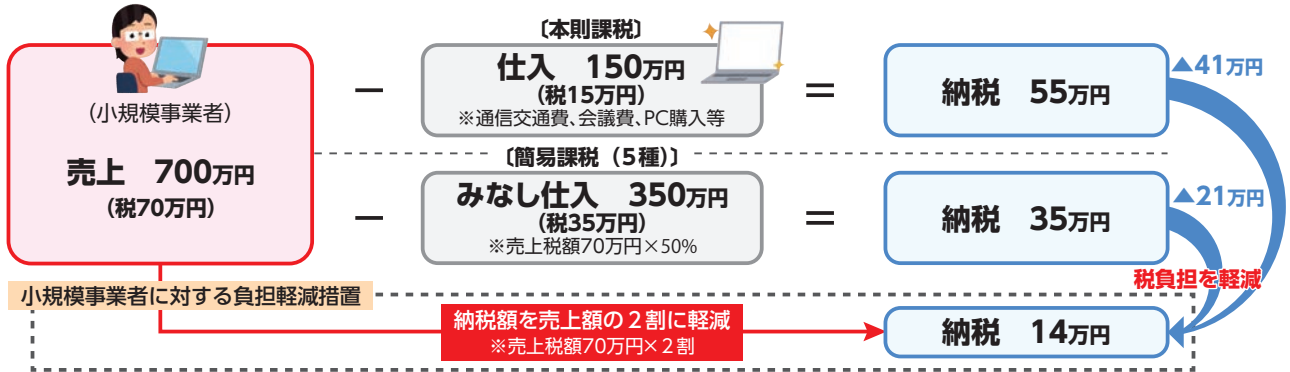 〔本則課税〕
(小規模事業者)
売上　700万円
(税70万円)
−
仕入　150万円
(税15万円)
※通信交通費、会議費、PC購入等
=
納税　55万円
▲41万円
〔簡易課税（5種）〕
−
みなし仕入　350万円
(税35万円)
※売上税額70万円×50%
=
納税　35万円
▲21万円
税負担を軽減
小規模事業者に対する負担軽減措置
納税額を売上額の２割に軽減
※売上税額70万円×２割
納税　14万円